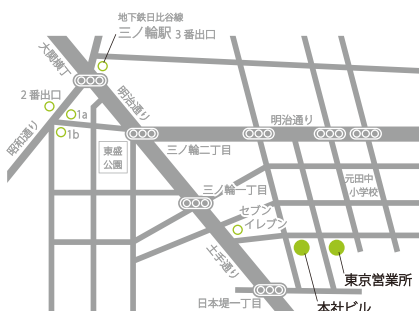 地下鉄日比谷線
三ノ輪駅 3 番出口
大関横丁
2 番出口
1a
1b
明治通り
昭和通り
明治通り
東盛
公園
三ノ輪二丁目
三ノ輪一丁目
元田中
小学校
セブン
イレブン
土手通り
東京営業所
日本堤一丁目
本社ビル